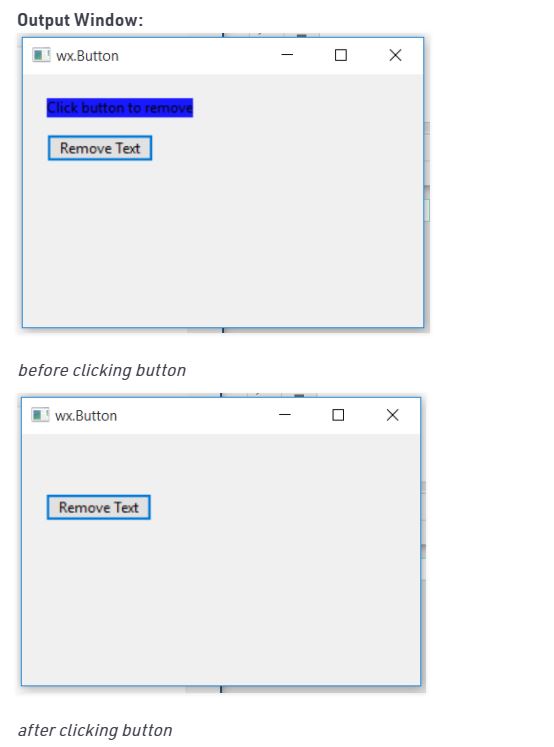 Output Window:
wx.Button
Click button to remove
Remove Text
before clicking button
wx.Button
Remove Text
after clicking button